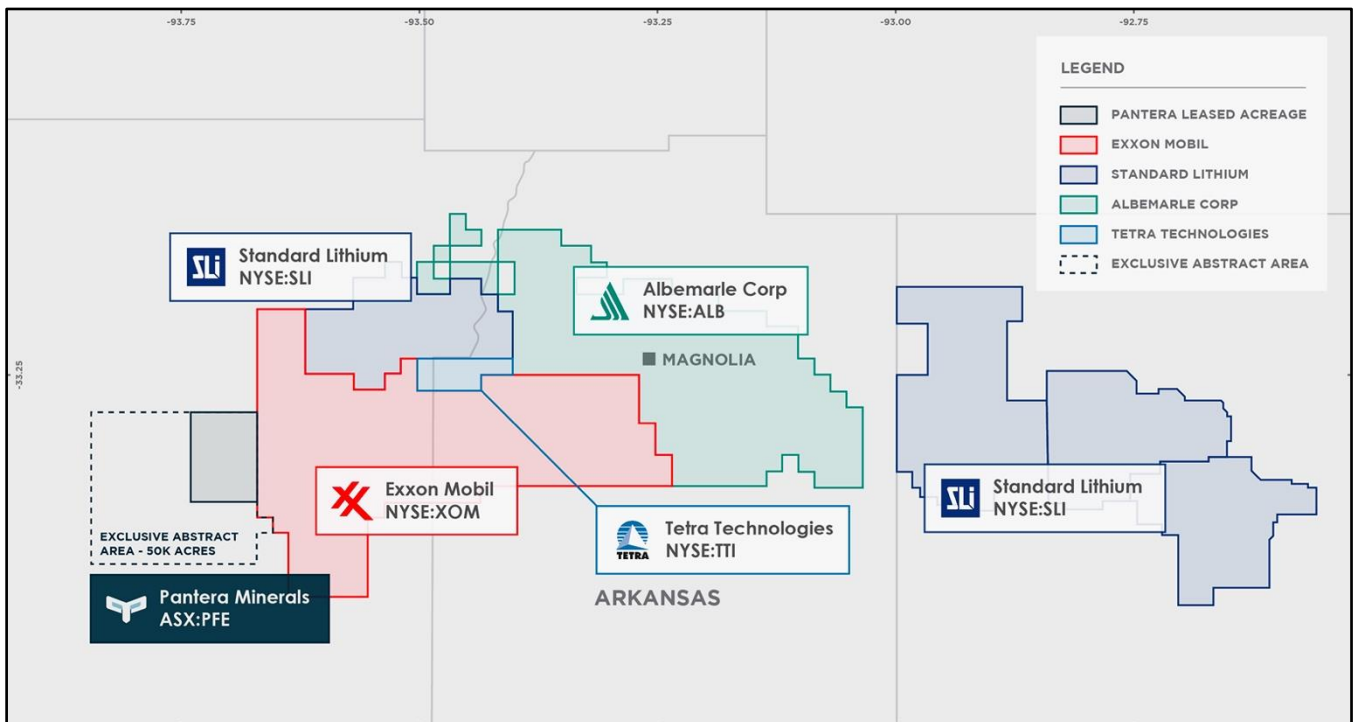 -93.75
-93.50
-93.25
-93.00
-92.75
LEGEND
PANTERA LEASED ACREAGE
EXXON MOBIL
STANDARD LITHIUM
ALBEMARLE CORP
TETRA TECHNOLOGIES
EXCLUSIVE ABSTRACT AREA
SLi
Standard Lithium
NYSE:SLI
Albemarle Corp
NYSE:ALB
MAGNOLIA
-33.25
Exxon Mobil
NYSE:XOM
SLi
Standard Lithium
NYSE:SLI
TETRA
Tetra Technologies
NYSE:TTI
EXCLUSIVE ABSTRACT
AREA - 50K ACRES
Pantera Minerals
ASX:PFE
ARKANSAS